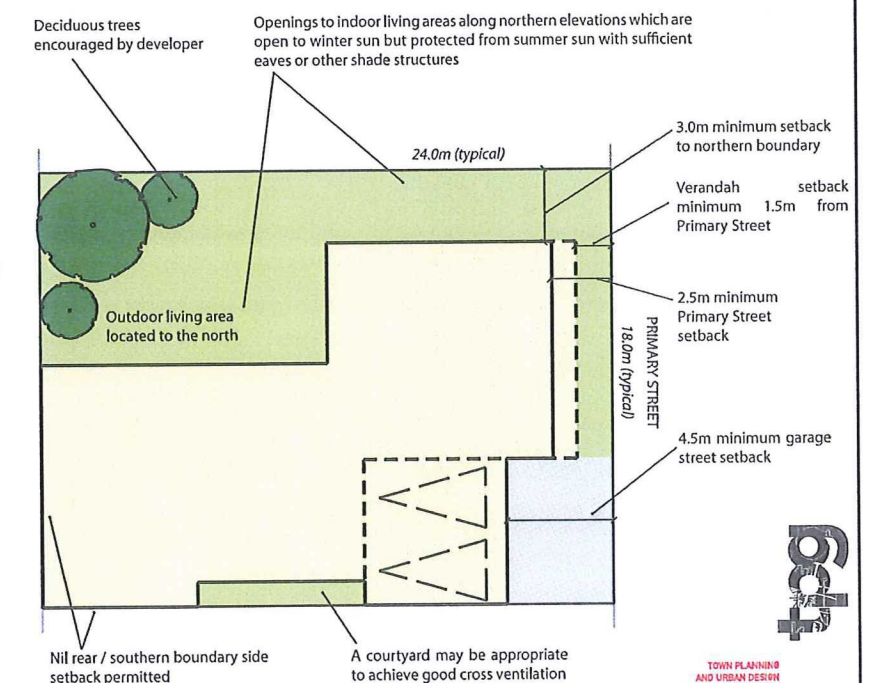 Deciduous trees
encouraged by developer
Openings to indoor living areas along northern elevations which are
open to winter sun but protected from summer sun with sufficient
eaves or other shade structures
24.0m (typical)
3.0m minimum setback
to northern boundary
Verandah setback
minimum 1.5m from
Primary Street
2.5m minimum
Primary Street
setback
Outdoor living area
located to the north
PRIMARY STREET
18.0m (typical)
4.5m minimum garage
street setback
Nil rear / southern boundary side
setback permitted
A courtyard may be appropriate
to achieve good cross ventilation
TOWN PLANNING
AND URBAN DESIGN